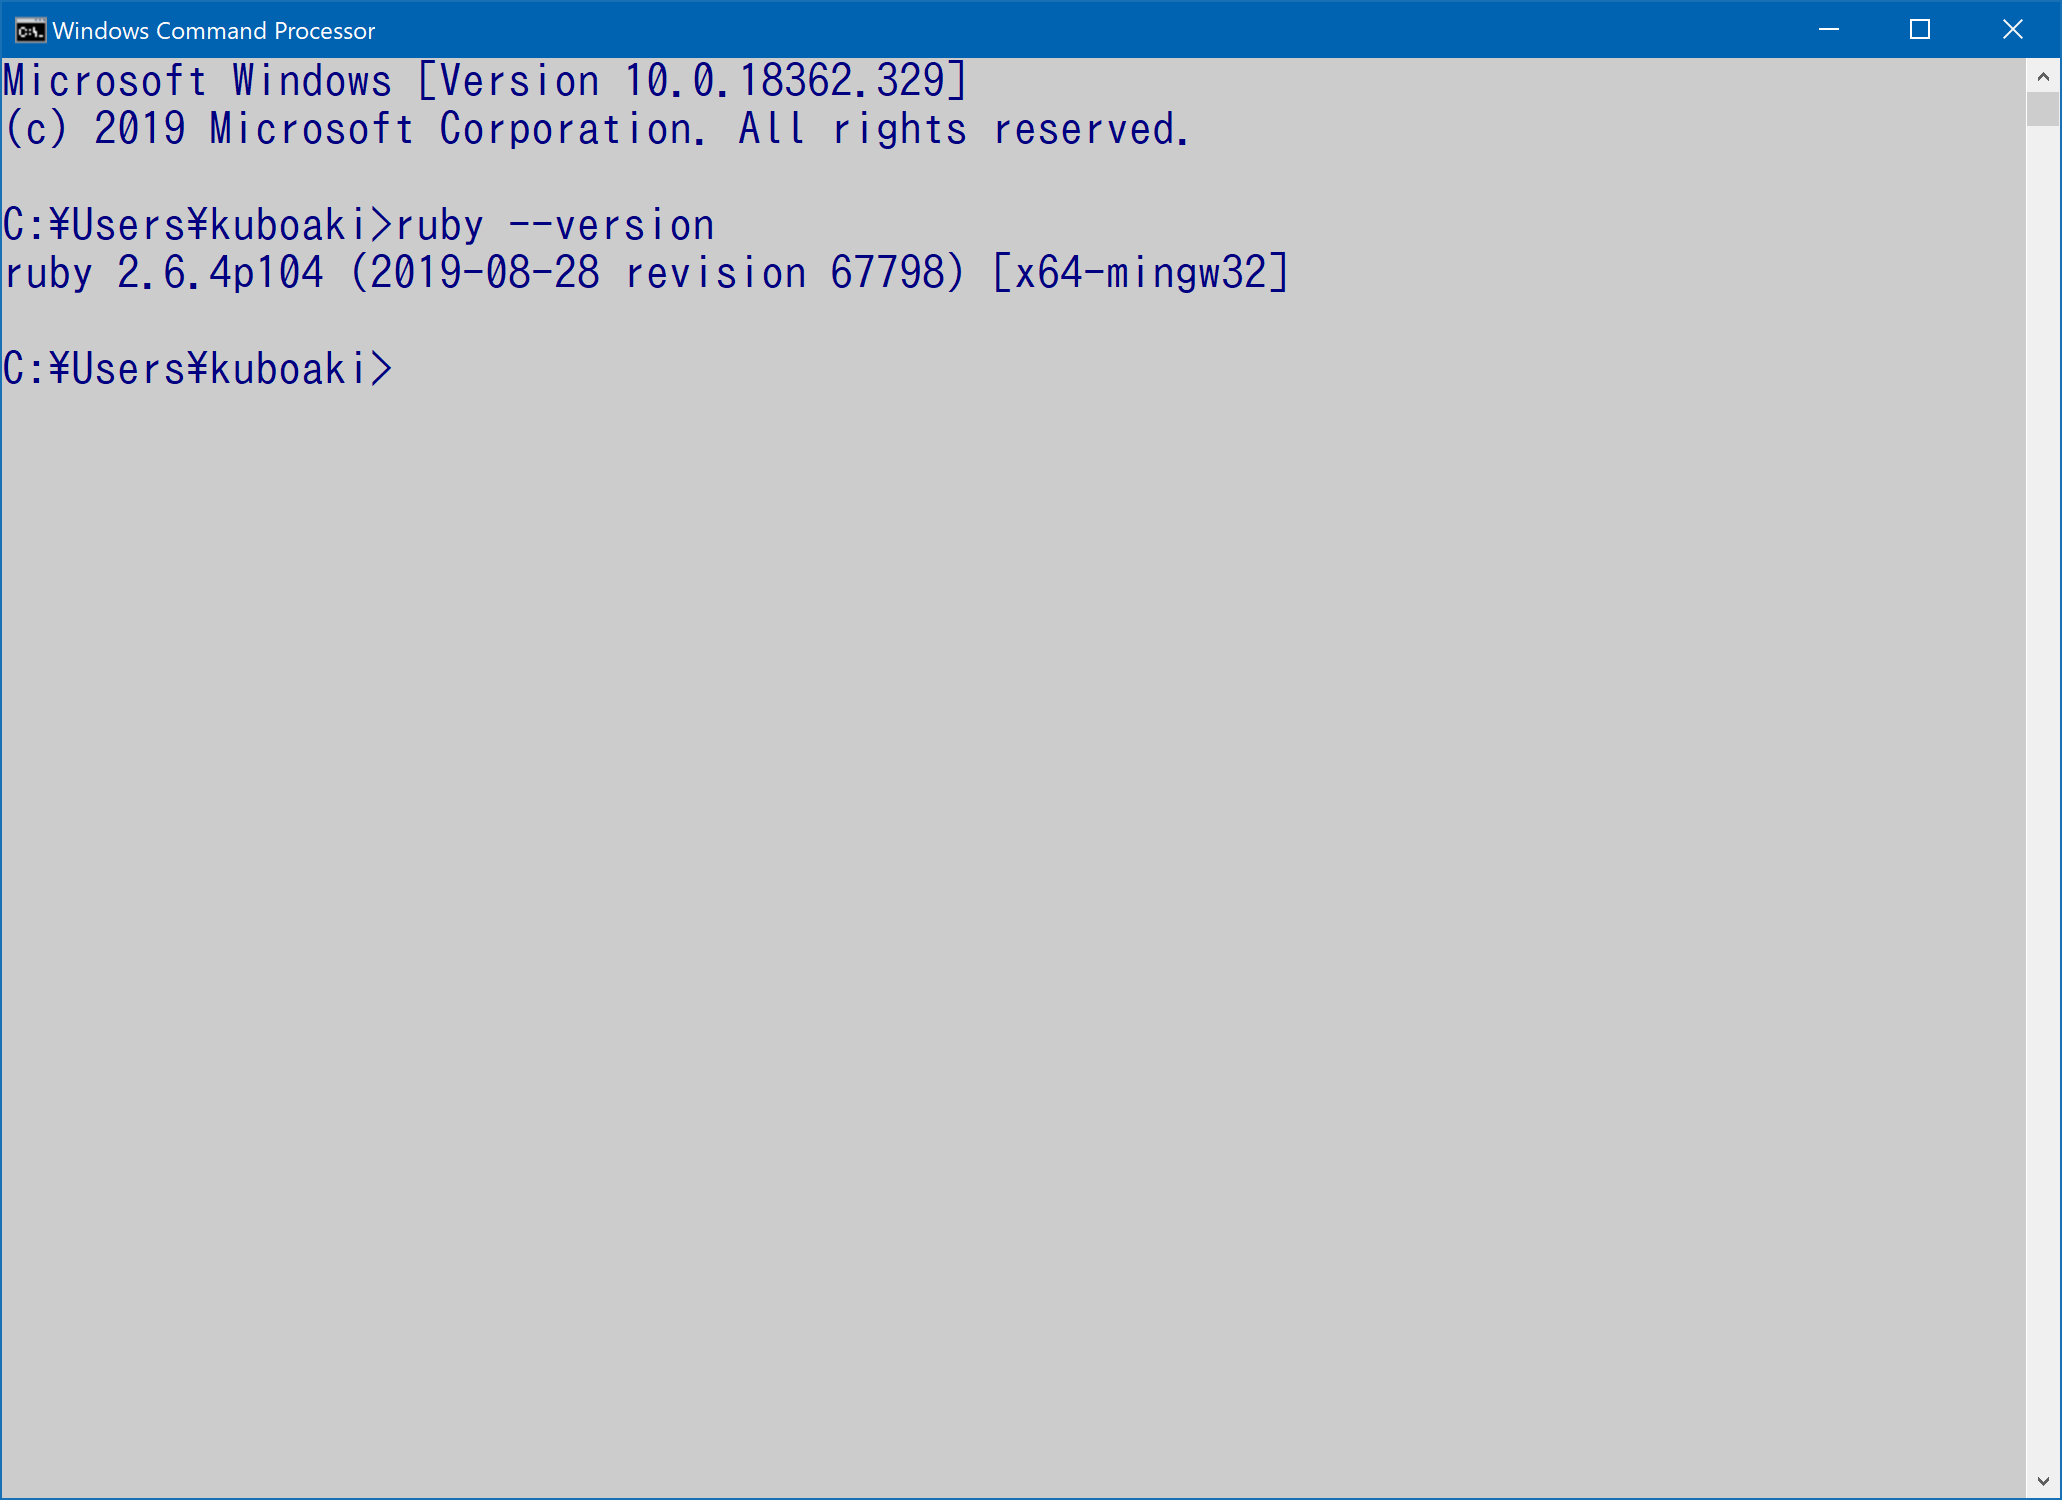 Windows Command Processor
Microsoft Windows [Version 10.0.18362.329]
(c) 2019 Microsoft Corporation. All rights reserved.
C:¥Users¥kuboaki>ruby --version
ruby 2.6.4p104 (2019-08-28 revision 67798) [x64-mingw32]
C:¥Users¥kuboaki>